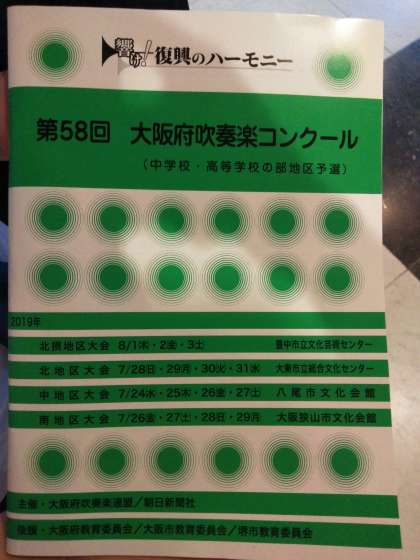 響け! 復興のハーモニー
第58回 大阪府吹奏楽コンクール
(中学校・高等学校の部地区予選)
2019年
北摂地区大会 8/1木・2金・3土 豊中市立文化芸術センター
北地区大会 7/28日・29月・30火・31水 大東市立総合文化センター
中地区大会 7/24水・25木・26金・27土 八尾市文化会館
南地区大会 7/26金・27土・28日・29月 大阪狭山市文化会館
主催・大阪府吹奏楽連盟/朝日新聞社
後援・大阪府教育委員会/大阪市教育委員会/堺市教育委員会